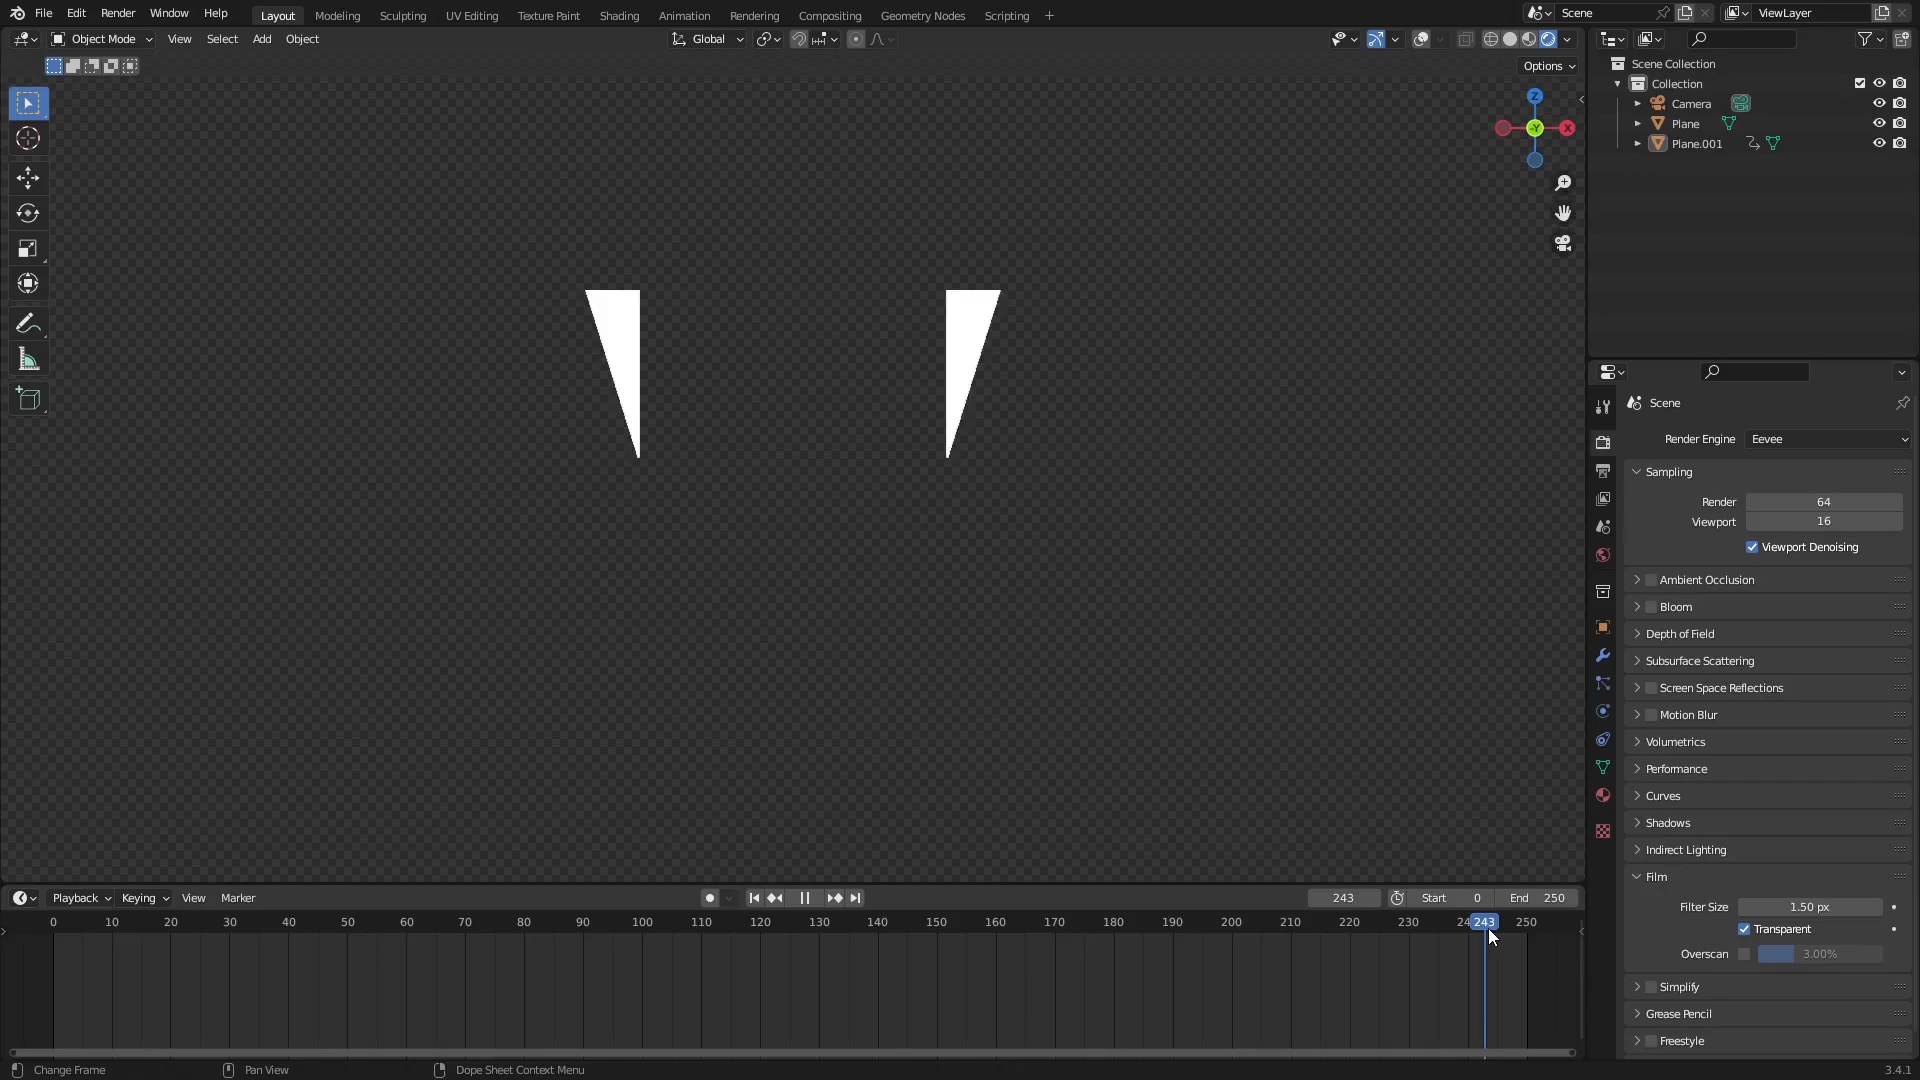 File Edit Render Window Help Layout Modeling Sculpting UV Editing Texture Paint Shading Animation Rendering Compositing Geometry Nodes Scripting + Scene ViewLayer
Object Mode View Select Add Object Global
Options
Z
-Y X
Scene Collection
Collection
Camera
Plane
Plane.001
Scene
Render Engine Eevee
Sampling
Render 64
Viewport 16
Viewport Denoising
Ambient Occlusion
Bloom
Depth of Field
Subsurface Scattering
Screen Space Reflections
Motion Blur
Volumetrics
Performance
Curves
Shadows
Indirect Lighting
Film
Filter Size 1.50 px
Transparent
Overscan 3.00%
Simplify
Grease Pencil
Freestyle
Playback Keying View Marker 243 Start 0 End 250
0 10 20 30 40 50 60 70 80 90 100 110 120 130 140 150 160 170 180 190 200 210 220 230 24 243 250
Change Frame Pan View Dope Sheet Context Menu 3.4.1